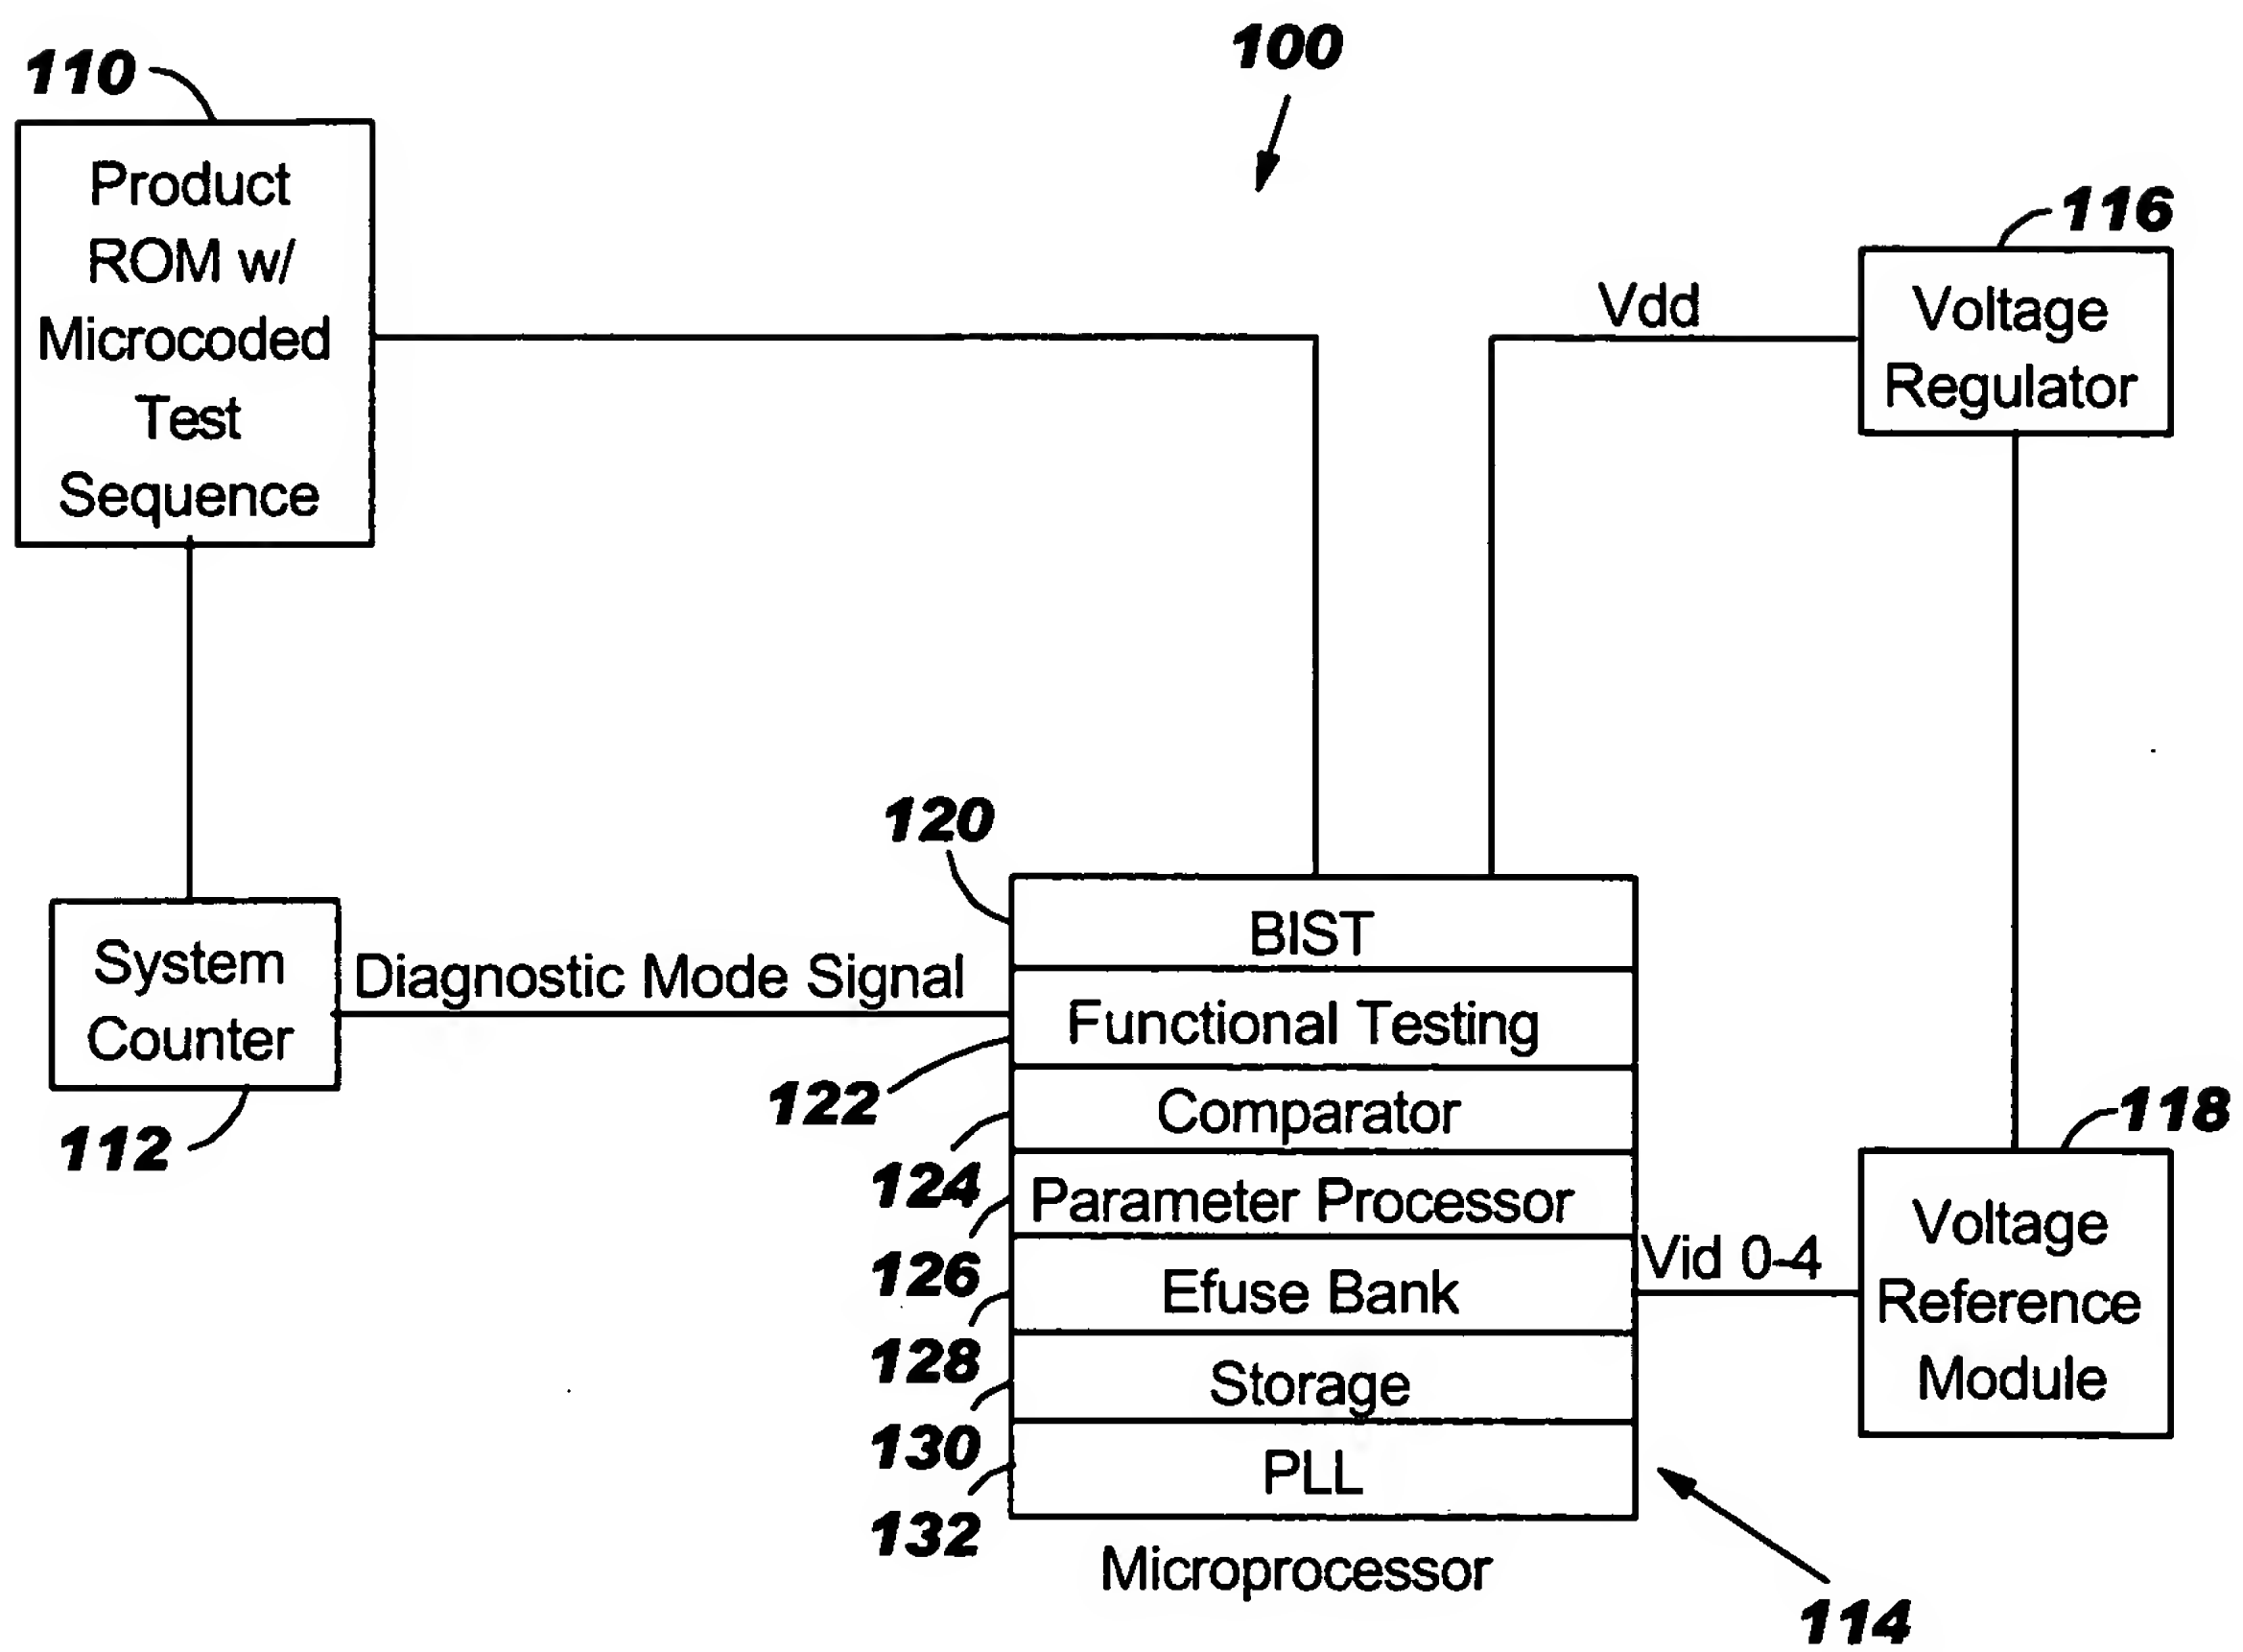 100
110
Product
ROM w/
Microcoded
Test
Sequence
116
Vdd
Voltage
Regulator
120
BIST
System
Counter
112
Diagnostic Mode Signal
Functional Testing
122
Comparator
124
Parameter Processor
126
Efuse Bank
128
Storage
130
PLL
132
Microprocessor
114
Vid 0-4
118
Voltage
Reference
Module